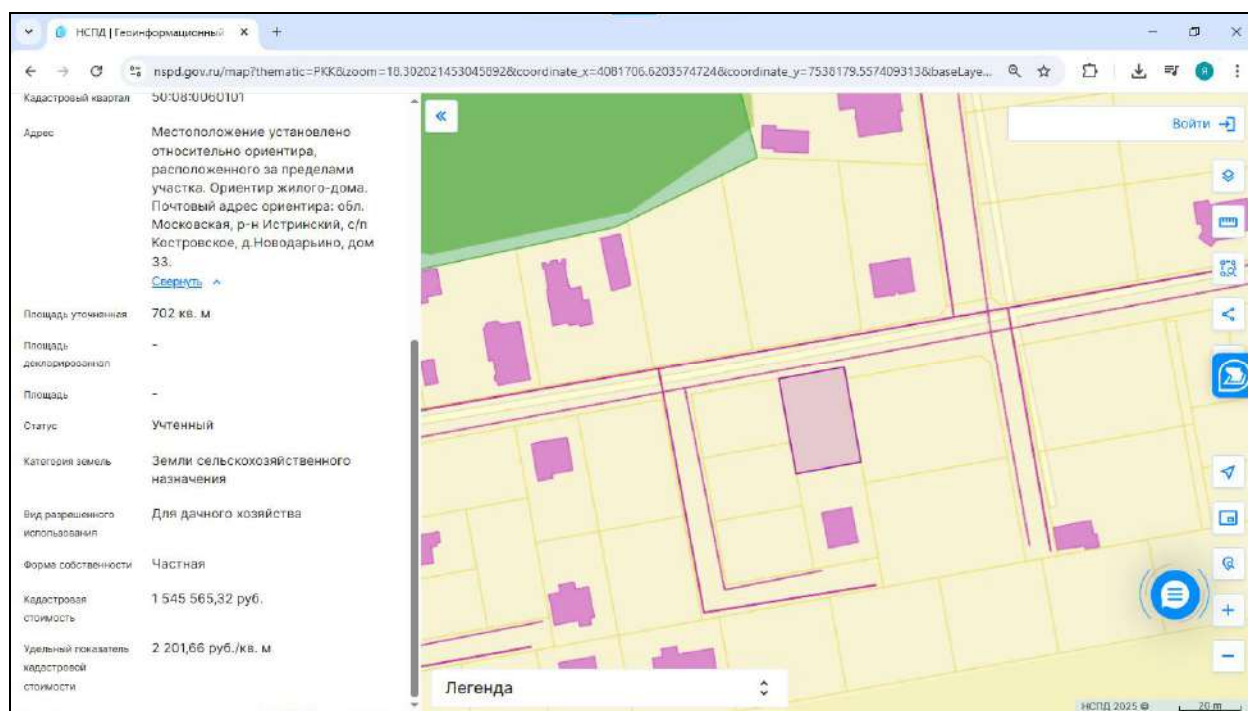 НСПД | Геоинформационный
nspd.gov.ru/map?thematic=PKK&zoom=18.302021453045892&coordinate_x=4081706.6203574724&coordinate_y=7538179.557409313&baseLaye...
Я
Кадастровый квартал 50:08:0060101
Адрес Местоположение установлено
относительно ориентира,
расположенного за пределами
участка. Ориентир жилого-дома.
Почтовый адрес ориентира: обл.
Московская, р-н Истринский, с/п
Костровское, д.Новодарьино, дом
33.
Свернуть
Площадь уточненная 702 кв. м
Площадь
декларированная -
Площадь -
Статус Учтенный
Категория земель Земли сельскохозяйственного
назначения
Вид разрешенного
использования Для дачного хозяйства
Форма собственности Частная
Кадастровая
стоимость 1 545 565,32 руб.
Удельный показатель
кадастровой
стоимости 2 201,66 руб./кв. м
Войти
Легенда
НСПД 2025 ©
20 m